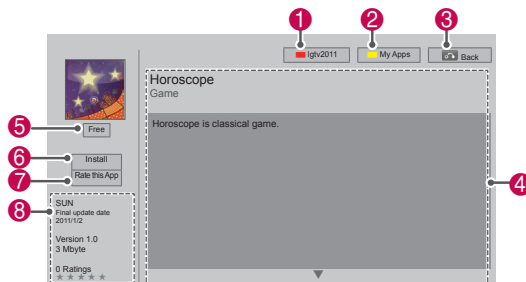 1
2
3
lgtv2011
My Apps
Back
Horoscope
Game
5
Free
Horoscope is classical game.
6
Install
7
Rate this App
4
8
SUN
Final update date
2011/1/2
Version 1.0
3 Mbyte
0 Ratings